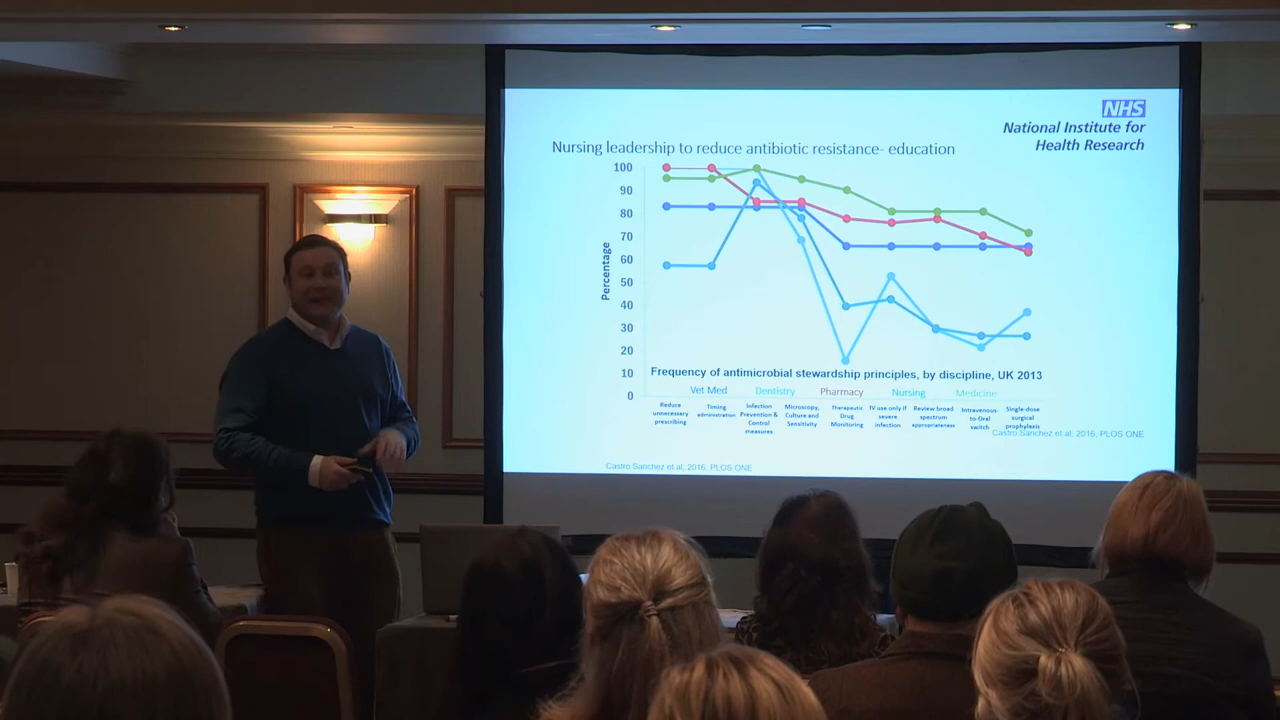 NHS
National Institute for
Health Research
Nursing leadership to reduce antibiotic resistance- education
100
90
80
70
60
50
40
30
20
10
0
Percentage
Frequency of antimicrobial stewardship principles, by discipline, UK 2013
Vet Med Dentistry Pharmacy Nursing Medicine
Reduce
unnecessary
prescribing
Timing
administration
Infection
Prevention &
Control
measures
Microscopy,
Culture and
Sensitivity
Therapeutic
Drug
Monitoring
IV use only if
severe
infection
Review broad
spectrum
appropriateness
Intravenous-
to-Oral
switch
Single-dose
surgical
prophylaxis
Castro Sanchez et al, 2016, PLOS ONE
Castro Sanchez et al, 2016, PLOS ONE